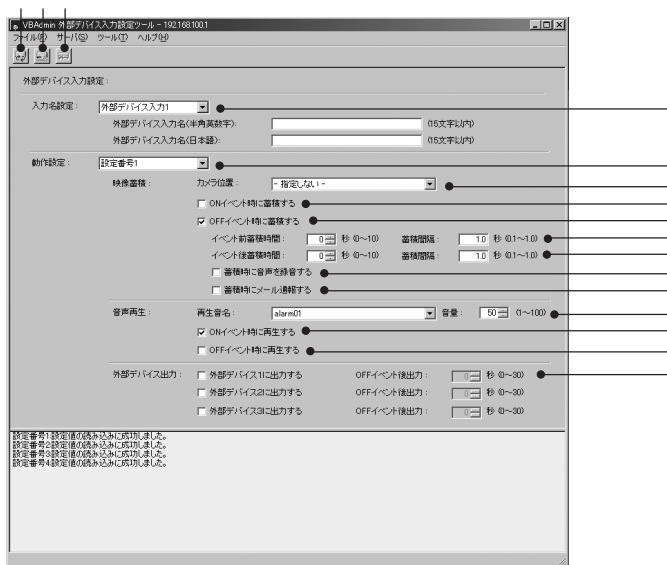 VBAdmin 外部デバイス入力設定ツール - 192.168.100.1
ファイル(F) サーバ(S) ツール(T) ヘルプ(H)
外部デバイス入力設定:
入力名設定: 外部デバイス入力1
外部デバイス入力名(半角英数字): (15文字以内)
外部デバイス入力名(日本語): (15文字以内)
動作設定: 設定番号1
映像蓄積: カメラ位置: - 指定しない -
ONイベント時に蓄積する
OFFイベント時に蓄積する
イベント前蓄積時間: 0 秒 (0~10) 蓄積間隔: 1.0 秒 (0.1~1.0)
イベント後蓄積時間: 0 秒 (0~10) 蓄積間隔: 1.0 秒 (0.1~1.0)
蓄積時に音声を録音する
蓄積時にメール通報する
音声再生: 再生音名: alarm01 音量: 50 (1~100)
ONイベント時に再生する
OFFイベント時に再生する
外部デバイス出力: 外部デバイス1に出力する OFFイベント後出力: 0 秒 (0~30)
外部デバイス2に出力する OFFイベント後出力: 0 秒 (0~30)
外部デバイス3に出力する OFFイベント後出力: 0 秒 (0~30)
設定番号1設定値の読み込みに成功しました。
設定番号2設定値の読み込みに成功しました。
設定番号3設定値の読み込みに成功しました。
設定番号4設定値の読み込みに成功しました。